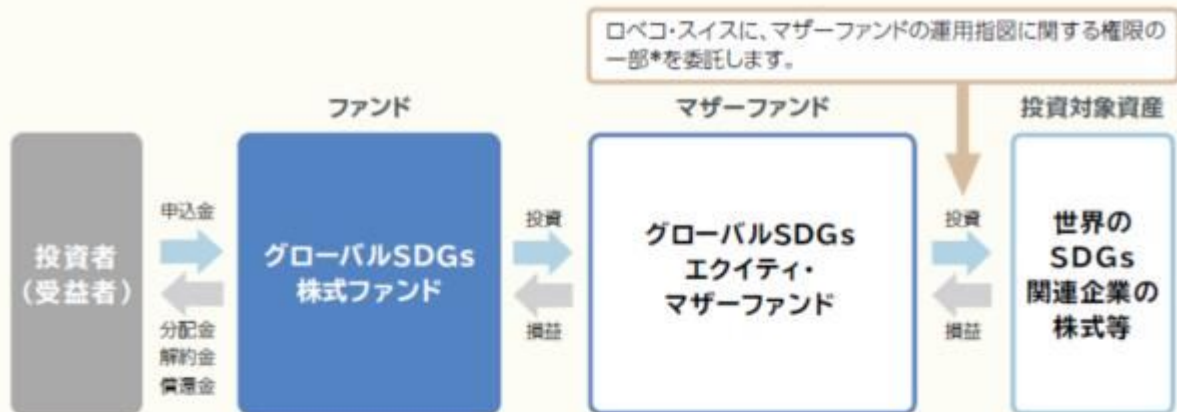 ロベコ・スイスに、マザーファンドの運用指図に関する権限の
一部*を委託します。
ファンド
マザーファンド
投資対象資産
投資者
(受益者)
申込金
分配金
解約金
償還金
グローバルSDGs
株式ファンド
投資
損益
グローバルSDGs
エクイティ・
マザーファンド
投資
損益
世界の
SDGs
関連企業の
株式等